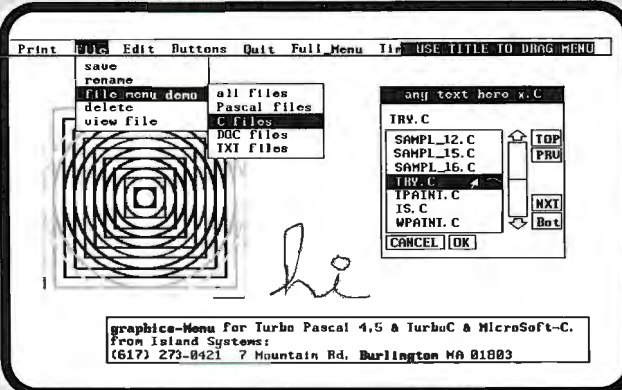 Print File Edit Buttons Quit Full_Menu USE TITLE TO DRAG MENU
save
rename
file menu demo
delete
view file
all files
Pascal files
C files
DOC files
TXT files
any text here x.C
TRY.C
SAMPL_12.C
SAMPL_15.C
SAMPL_16.C
TRY.C
TPAINT.C
IS.C
WPAINT.C
TOP
PRV
NXT
Bot
CANCEL OK
hi
graphics-Menu for Turbo Pascal 4,5 & TurboC & MicroSoft-C.
from Island Systems:
(617) 273-0421 7 Mountain Rd, Burlington MA 01803